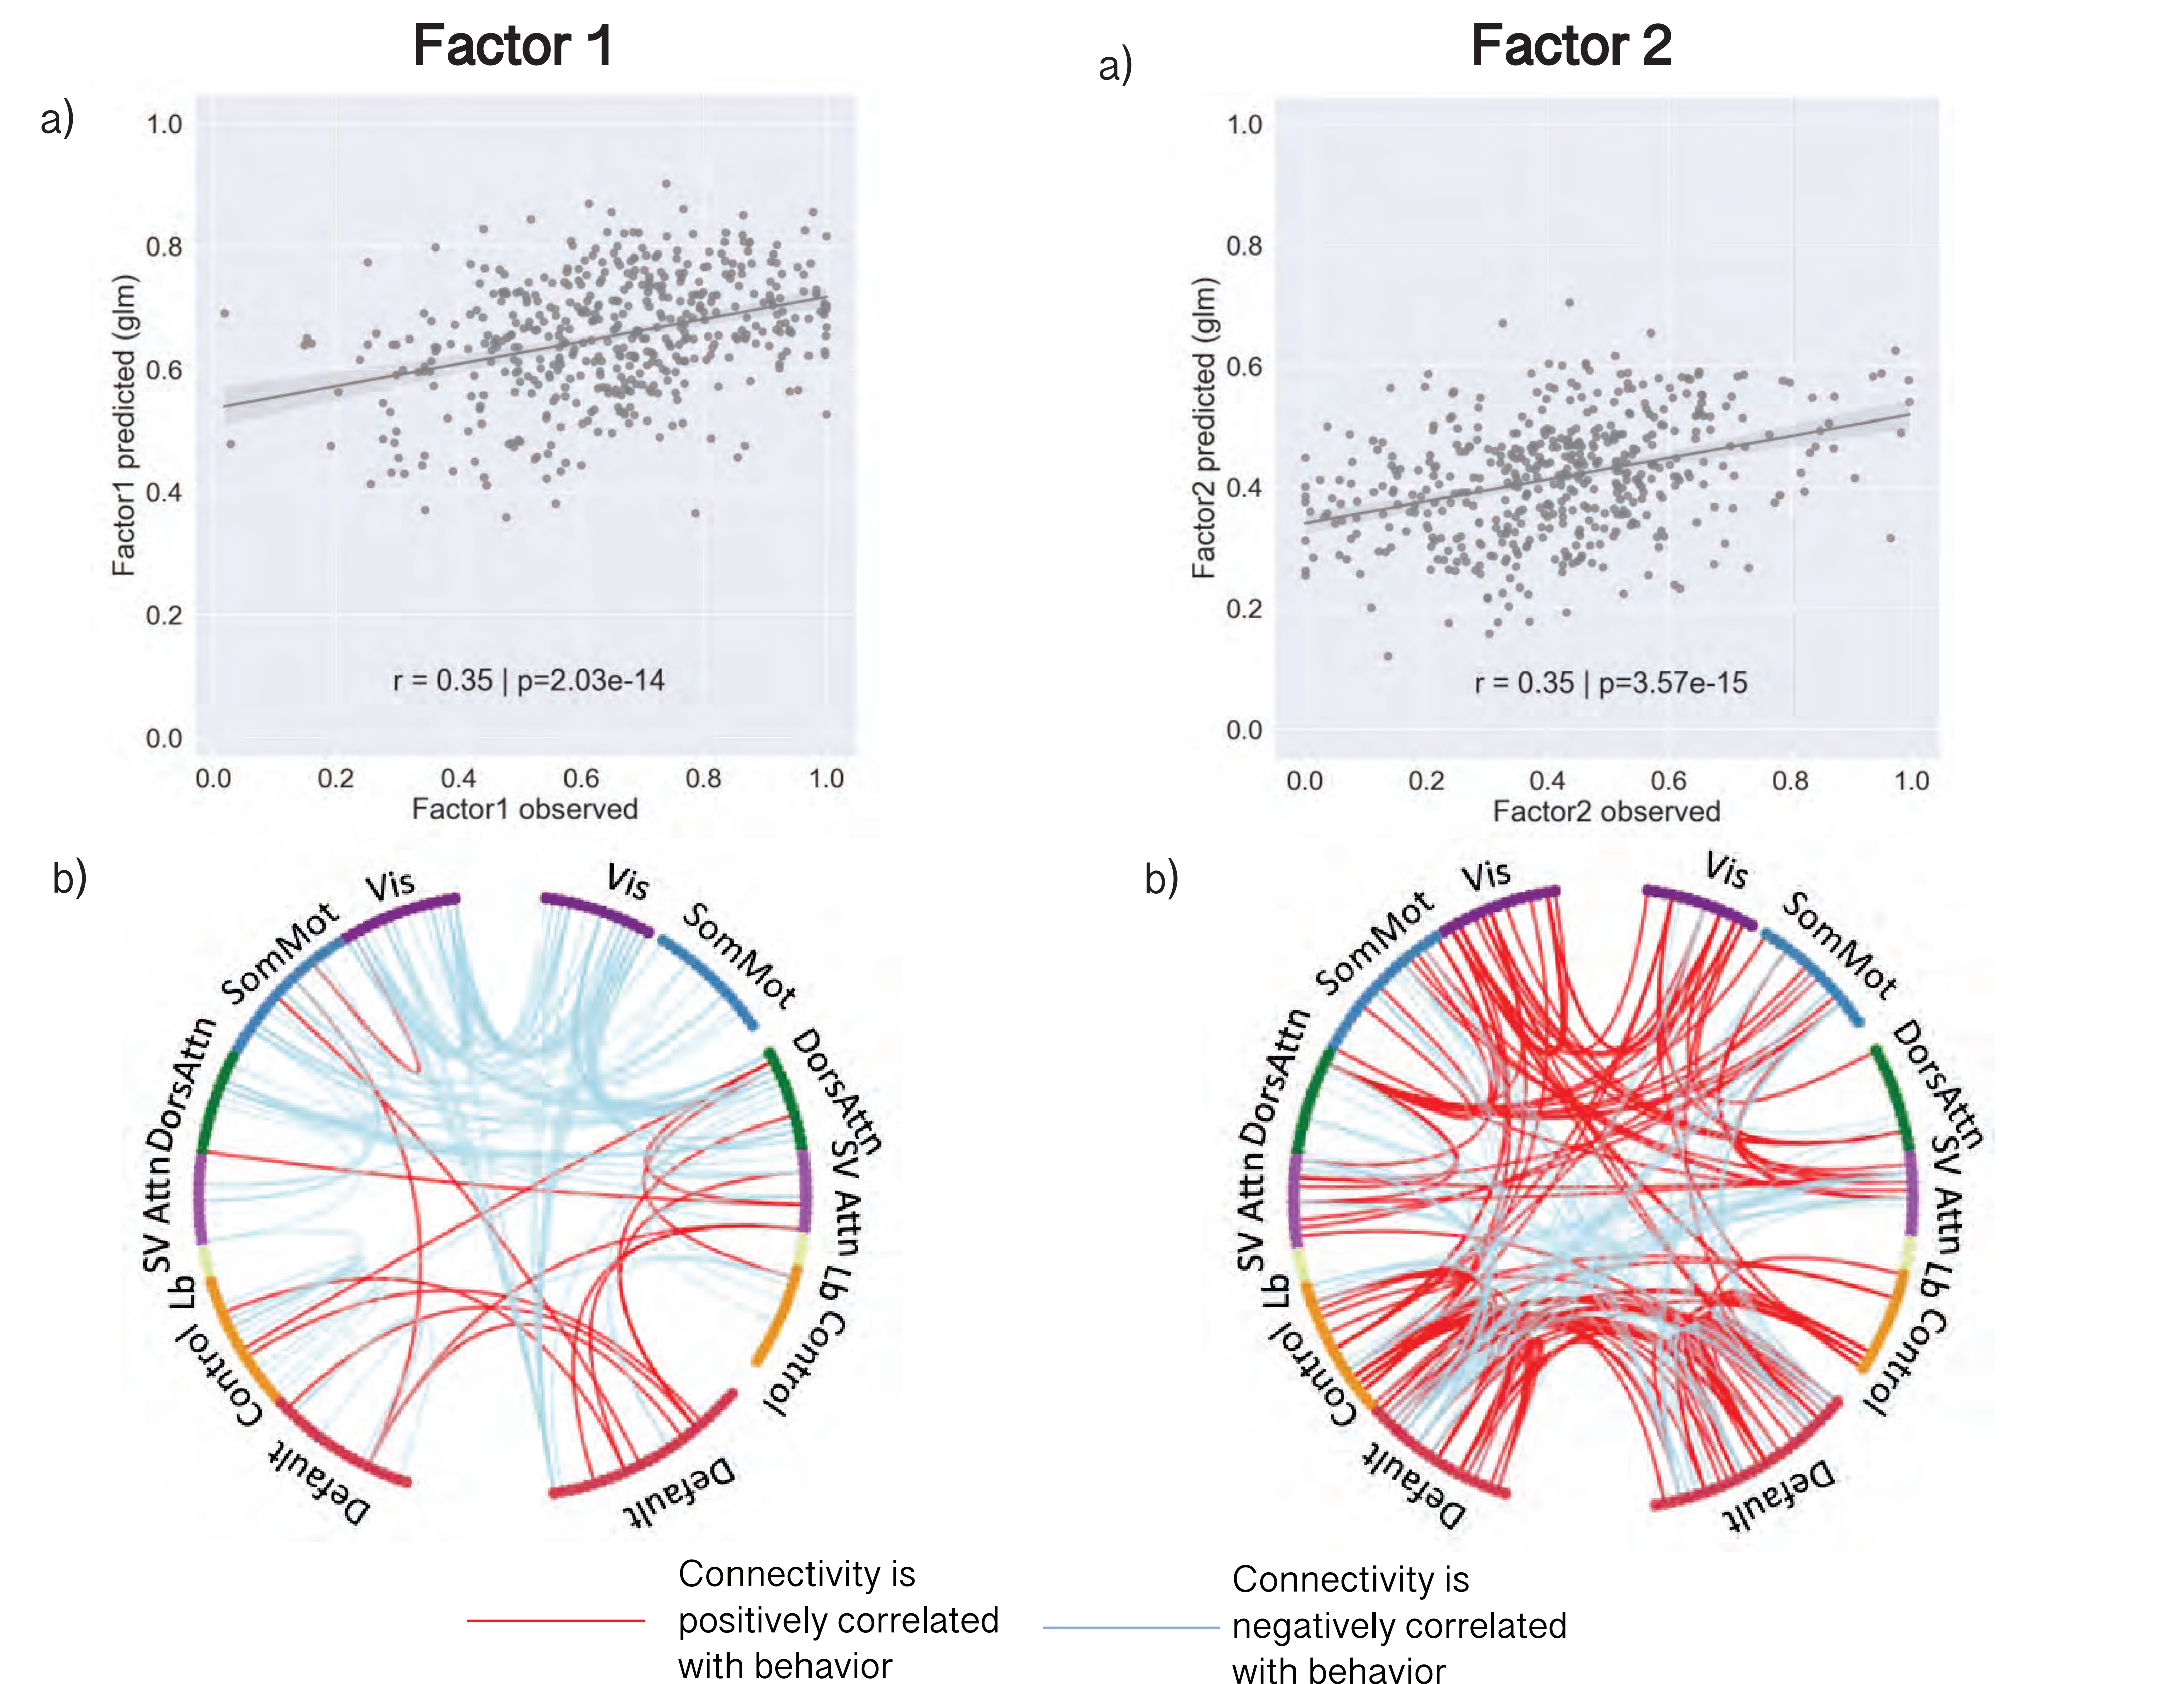 Factor 1
a)
1.0
0.8
0.6
0.4
0.2
0.0
Factor1 predicted (glm)
r = 0.35 | p=2.03e-14
0.0 0.2 0.4 0.6 0.8 1.0
Factor1 observed
Factor 2
a)
1.0
0.8
0.6
0.4
0.2
0.0
Factor2 predicted (glm)
r = 0.35 | p=3.57e-15
0.0 0.2 0.4 0.6 0.8 1.0
Factor2 observed
b)
Vis
SomMot
DorsAttn
SV Attn
Lb
Control
Default
Vis
SomMot
DorsAttn
SV Attn
Lb
Control
Default
b)
Vis
SomMot
DorsAttn
SV Attn
Lb
Control
Default
Vis
SomMot
DorsAttn
SV Attn
Lb
Control
Default
Connectivity is
positively correlated
with behavior
Connectivity is
negatively correlated
with behavior